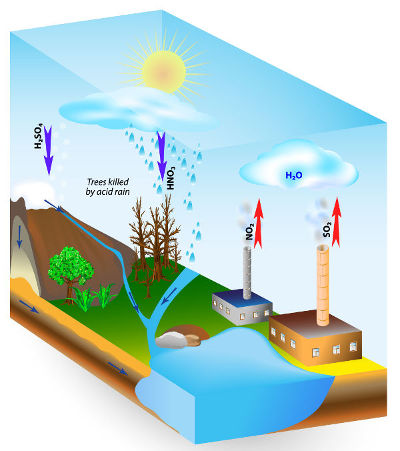 H₂SO₄
HNO₃
Trees killed
by acid rain
H₂O
NO₂
SO₂